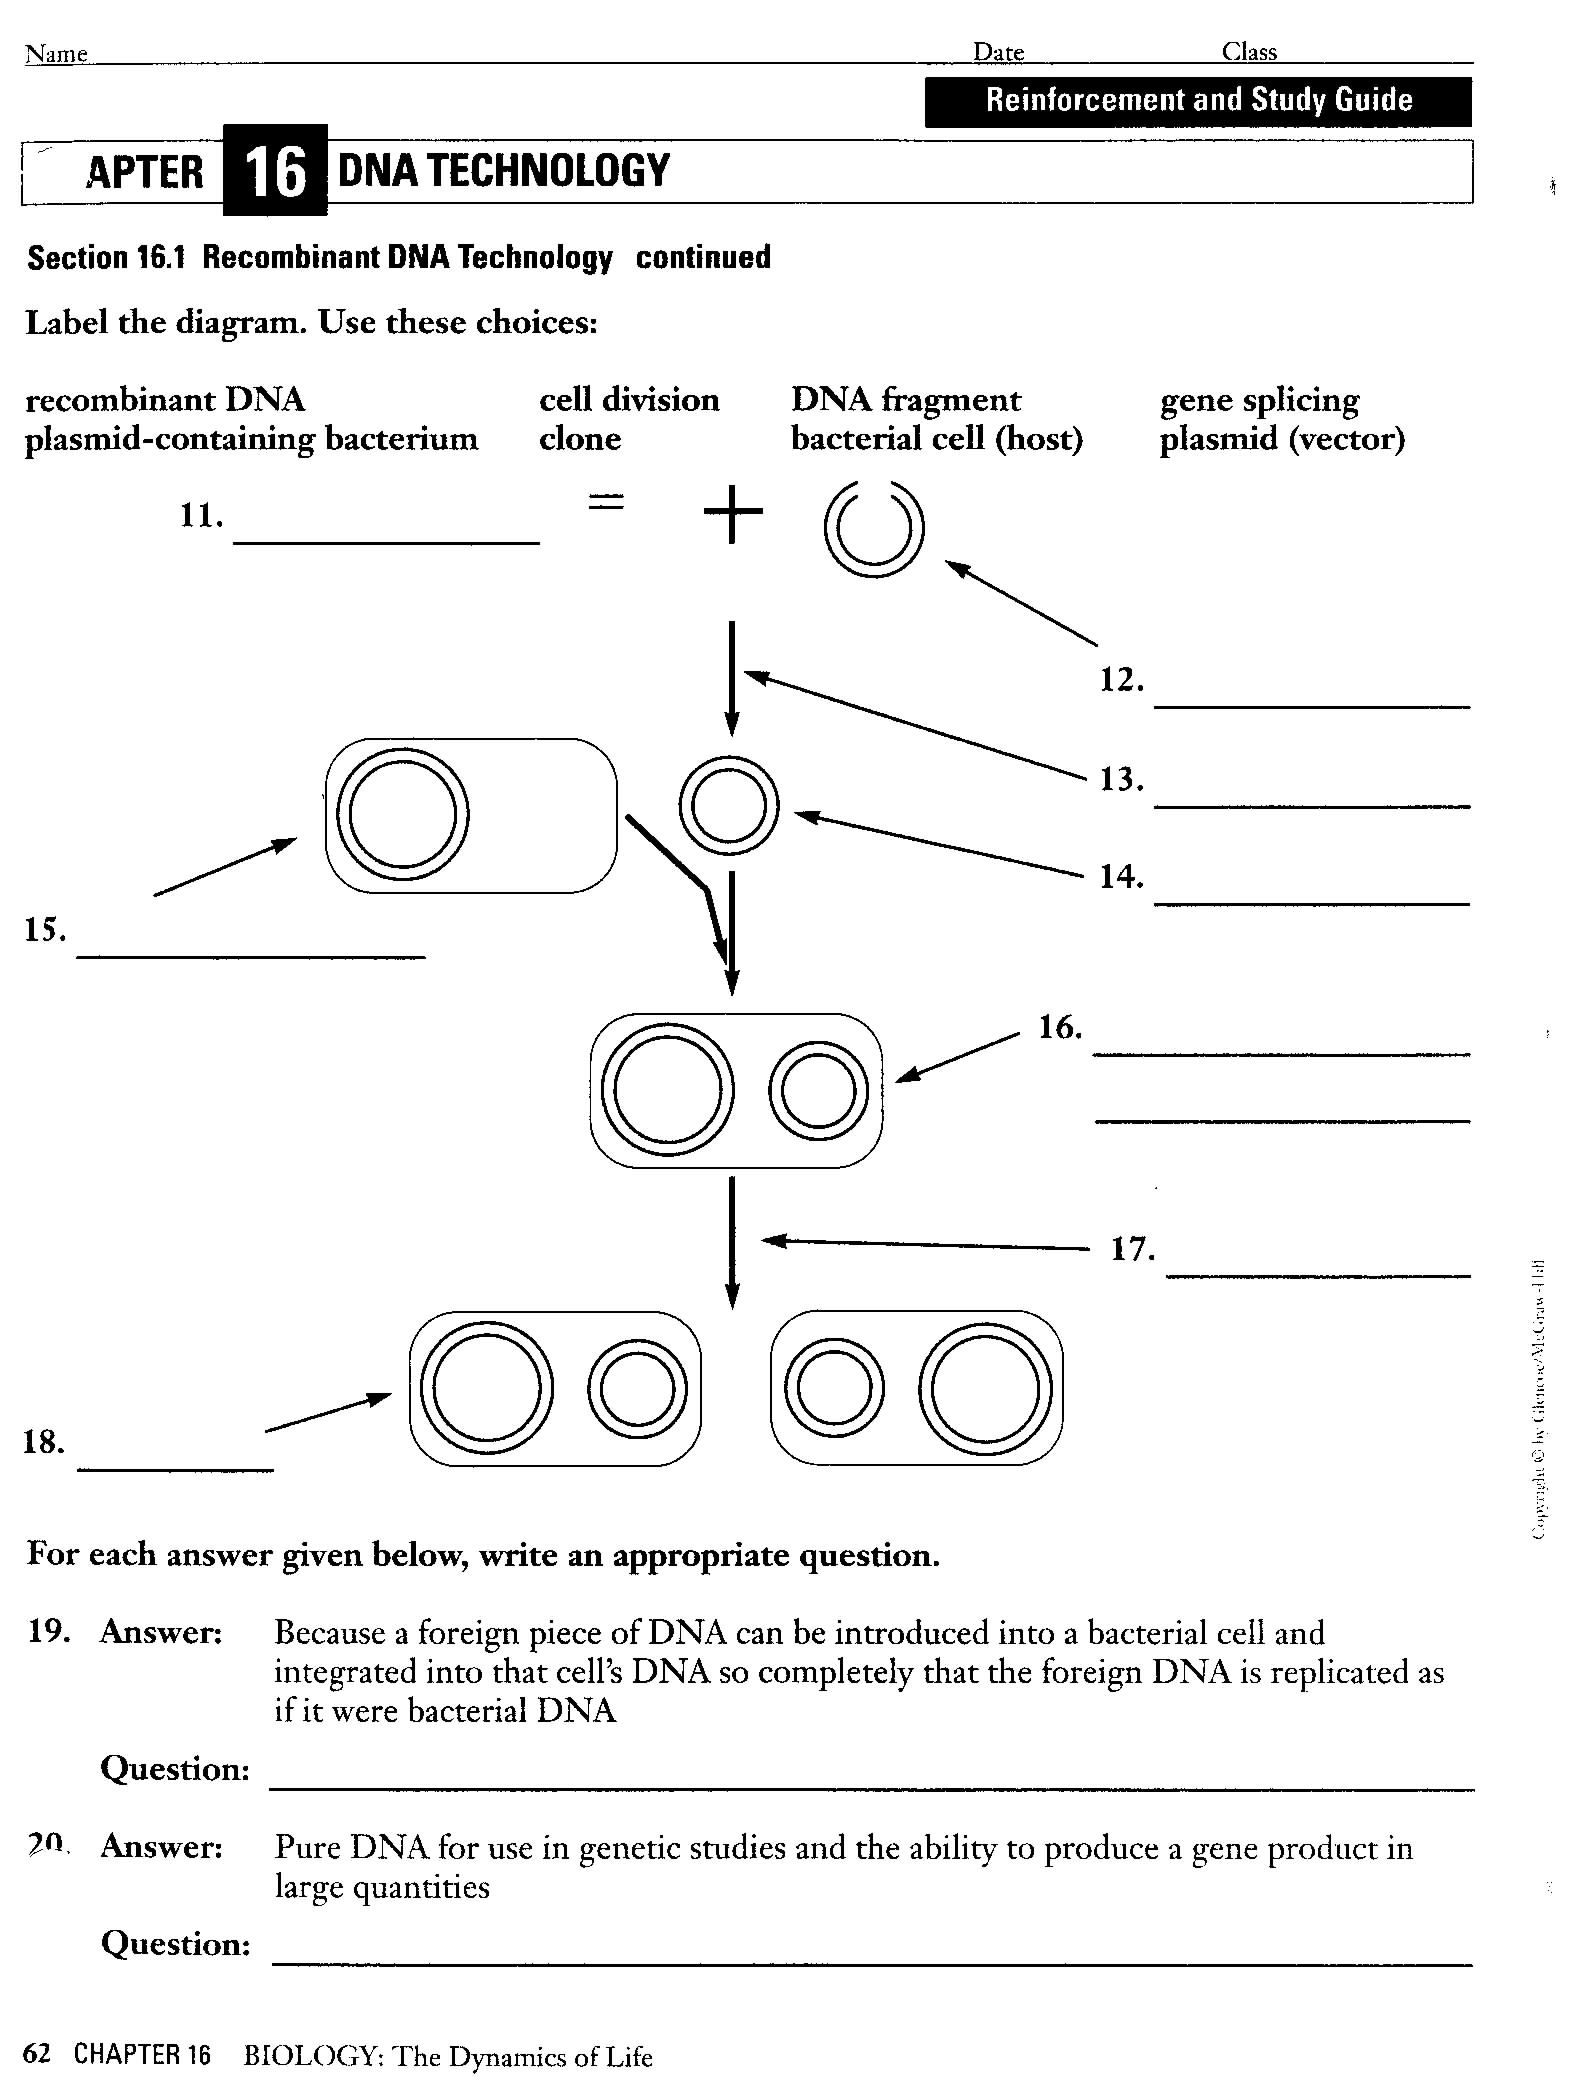 Name Date Class
Reinforcement and Study Guide
APTER 16 DNA TECHNOLOGY
Section 16.1 Recombinant DNA Technology continued
Label the diagram. Use these choices:
recombinant DNA cell division DNA fragment gene splicing
plasmid-containing bacterium clone bacterial cell (host) plasmid (vector)
11. = +
12.
13.
14.
15.
16.
17.
18.
For each answer given below, write an appropriate question.
19. Answer: Because a foreign piece of DNA can be introduced into a bacterial cell and
integrated into that cell's DNA so completely that the foreign DNA is replicated as
if it were bacterial DNA
Question:
20. Answer: Pure DNA for use in genetic studies and the ability to produce a gene product in
large quantities
Question:
62 CHAPTER 16 BIOLOGY: The Dynamics of Life
Copyright © by Glencoe/McGraw-Hill